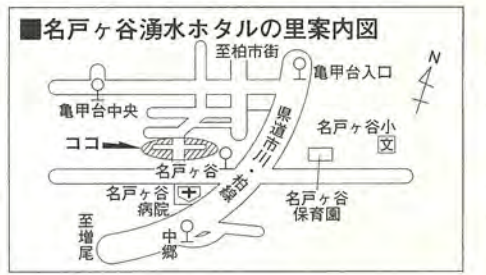 ■名戸ヶ谷湧水ホタルの里案内図
至柏市街
亀甲台入口
N
亀甲台中央
県道市川・柏線
名戸ヶ谷小
文
ココ
名戸ヶ谷
名戸ヶ谷
病院
名戸ヶ谷
保育園
至増尾
中郷